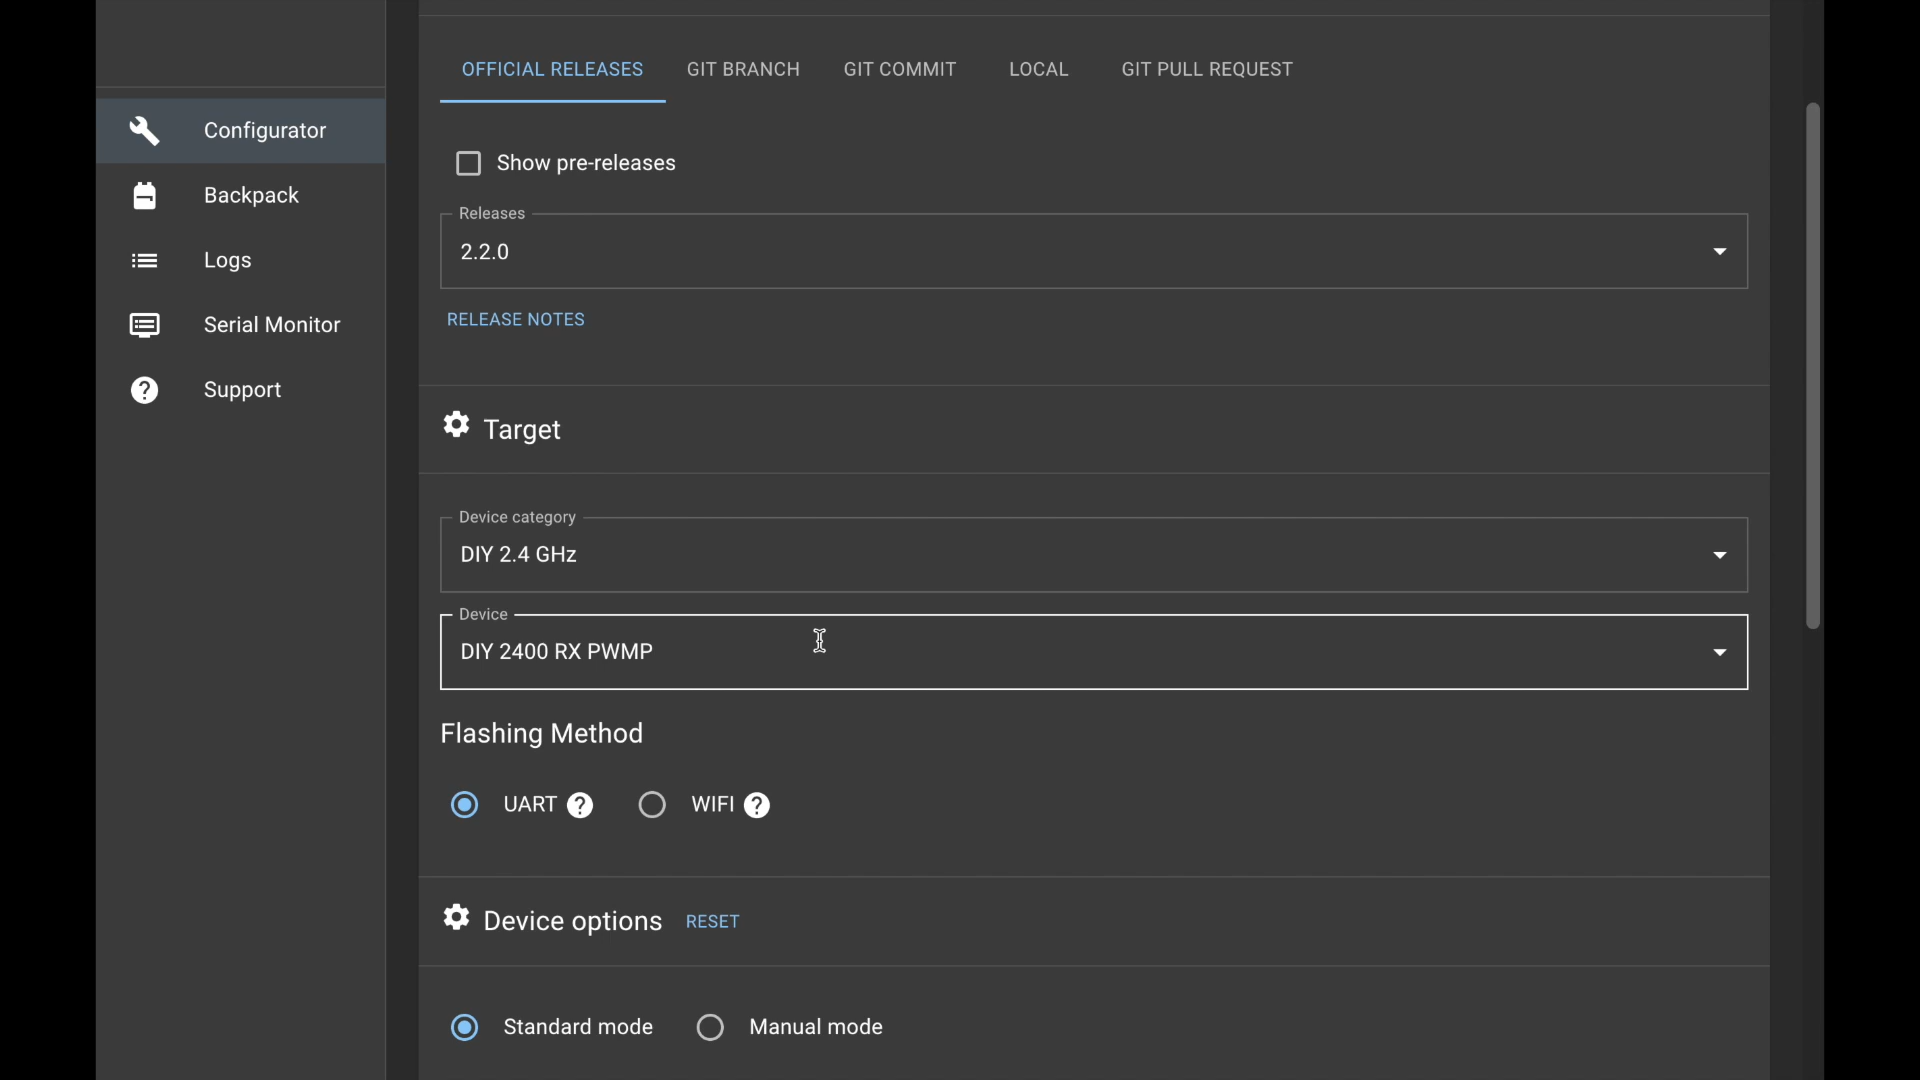 OFFICIAL RELEASES GIT BRANCH GIT COMMIT LOCAL GIT PULL REQUEST
Configurator
Show pre-releases
Backpack
Releases
2.2.0
Logs
RELEASE NOTES
Serial Monitor
Support
Target
Device category
DIY 2.4 GHz
Device
DIY 2400 RX PWMP
Flashing Method
UART ? WIFI ?
Device options RESET
Standard mode Manual mode